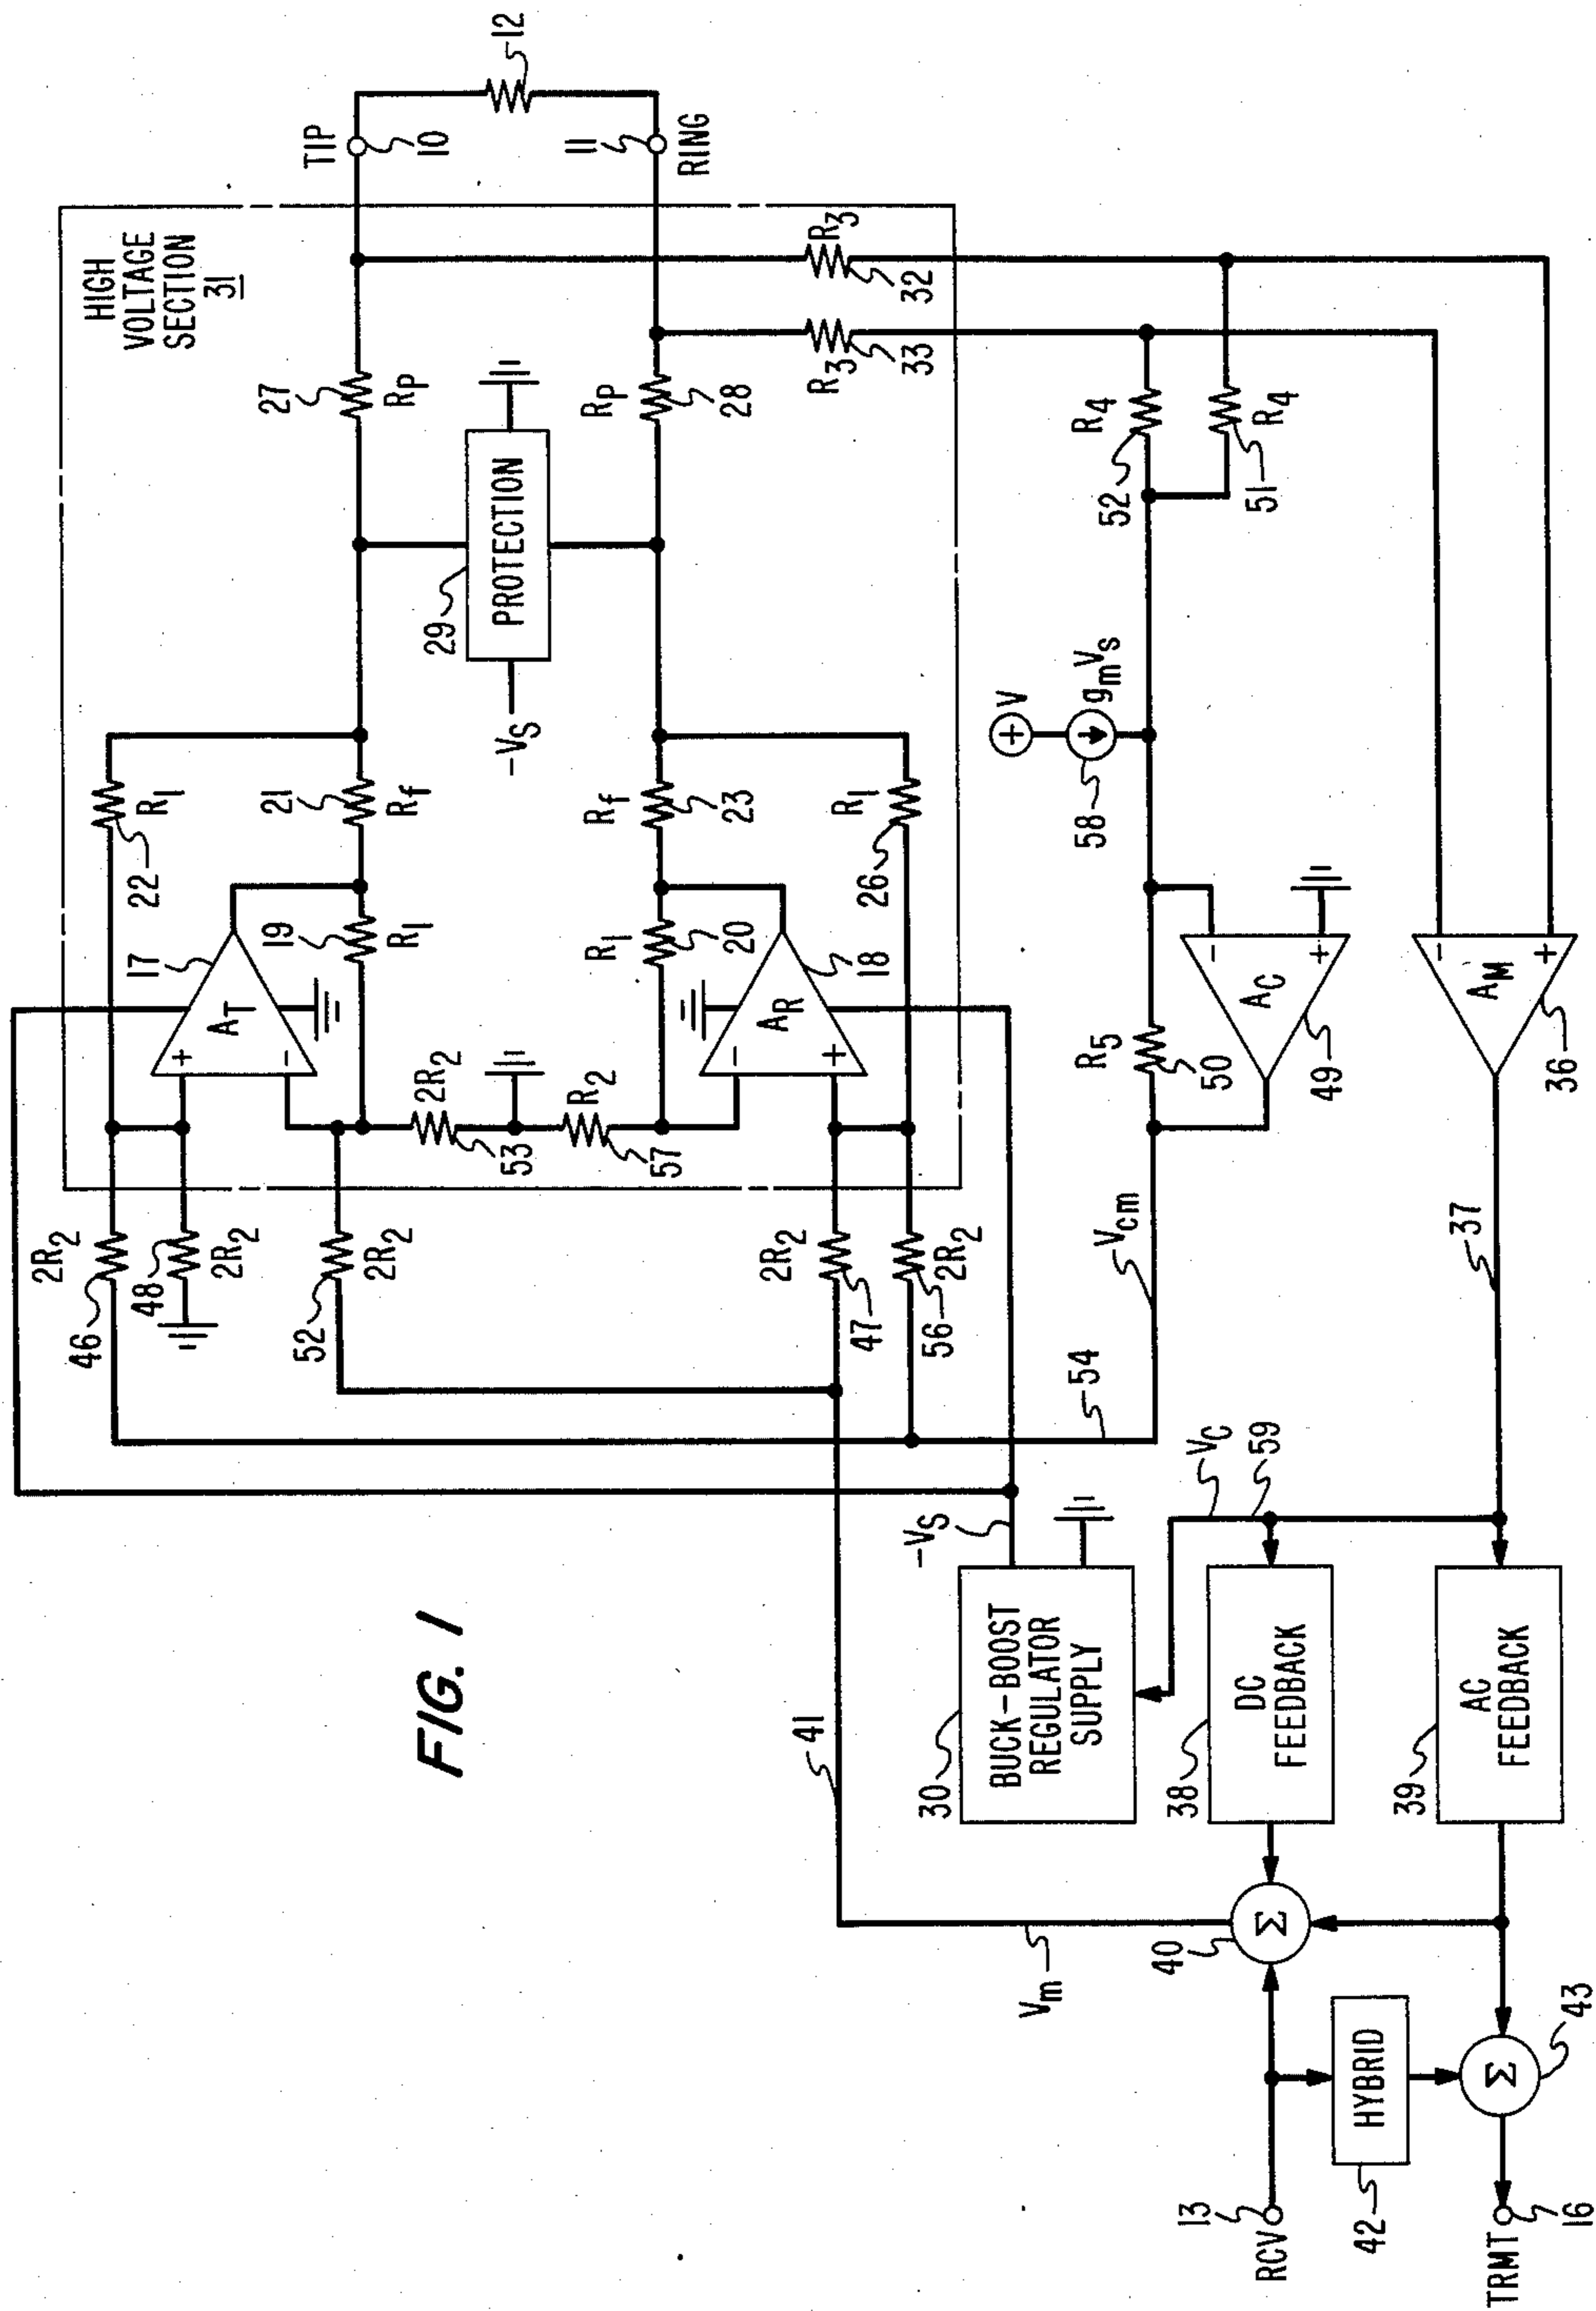 FIG. 1
HIGH
VOLTAGE
SECTION
31
TIP
10
12
11
RING
27
Rp
Rp
28
29
PROTECTION
-VS
22
R1
21
Rf
Rf
23
R1
26
17
AT
+
-
19
R1
R1
20
AR
-
+
18
2R2
53
R2
57
R3
32
R3
33
2R2
46
48
2R2
52
2R2
2R2
47
56
2R2
R4
52
51
R4
+V
58
gmVs
R5
50
AC
-
+
49
AM
-
+
36
Vcm
54
37
-VS
VC
59
30
BUCK-BOOST
REGULATOR
SUPPLY
38
DC
FEEDBACK
39
AC
FEEDBACK
41
Vm
40
Σ
13
RCV
42
HYBRID
Σ
43
TRMT
16